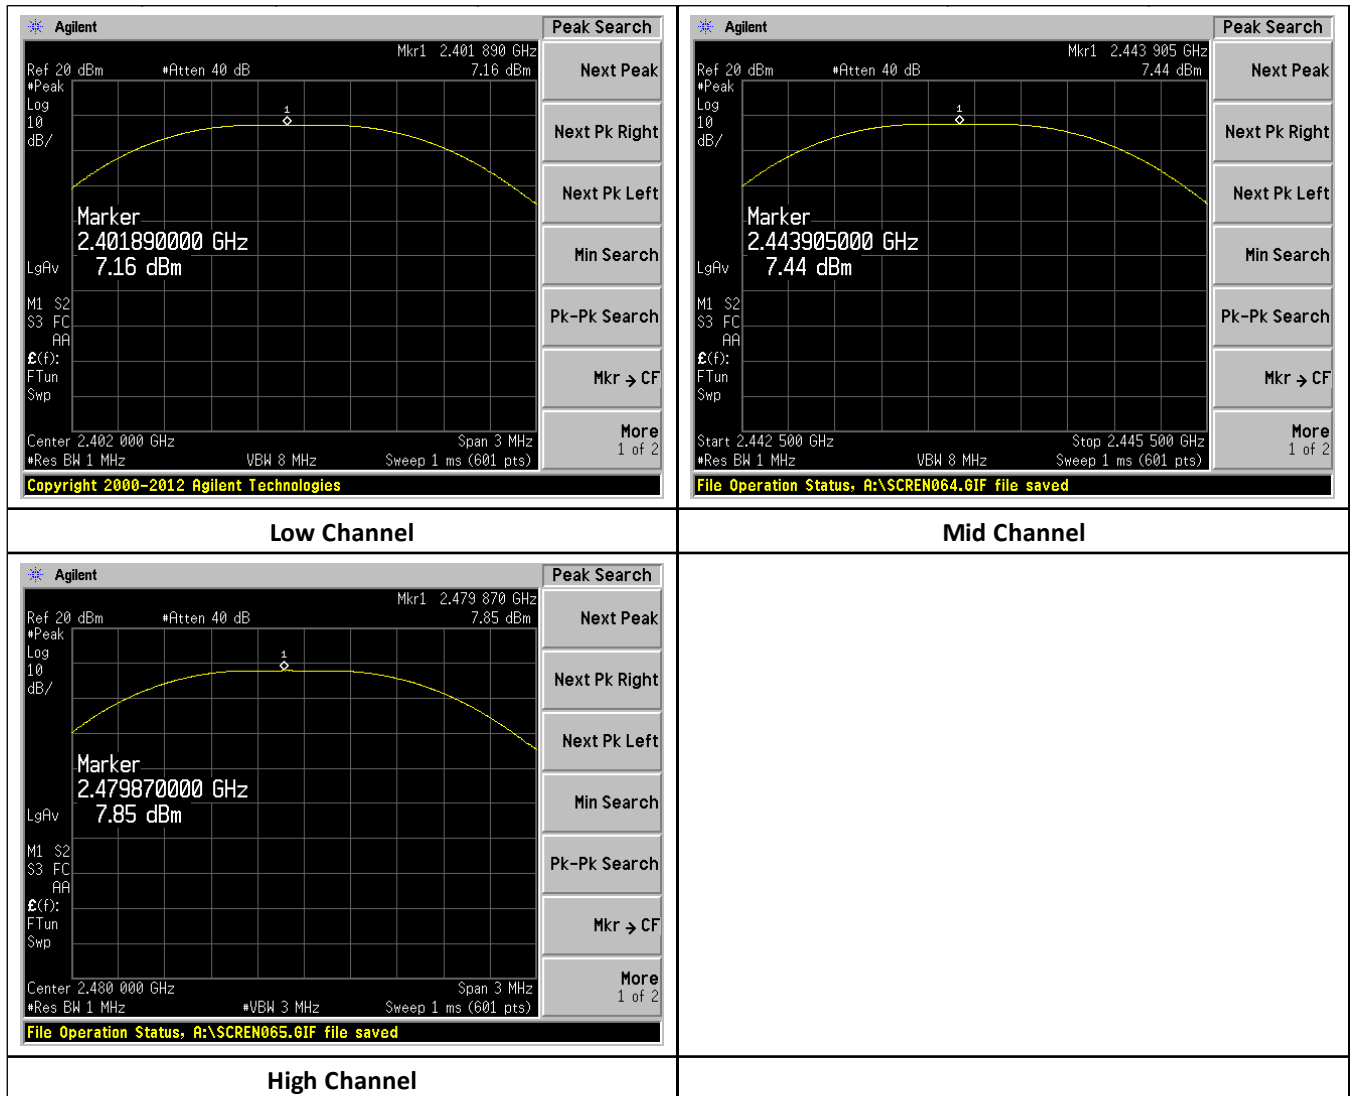 Agilent
Peak Search
Mkr1 2.401 890 GHz
Ref 20 dBm #Atten 40 dB 7.16 dBm
#Peak
Log
10
dB/
1
Marker
2.401890000 GHz
7.16 dBm
LgAv
M1 S2
S3 FC
AA
£(f):
FTun
Swp
Center 2.402 000 GHz Span 3 MHz
#Res BW 1 MHz VBW 8 MHz Sweep 1 ms (601 pts)
Copyright 2000-2012 Agilent Technologies
Next Peak
Next Pk Right
Next Pk Left
Min Search
Pk-Pk Search
Mkr → CF
More
1 of 2
Low Channel
Agilent
Peak Search
Mkr1 2.443 905 GHz
Ref 20 dBm #Atten 40 dB 7.44 dBm
#Peak
Log
10
dB/
1
Marker
2.443905000 GHz
7.44 dBm
LgAv
M1 S2
S3 FC
AA
£(f):
FTun
Swp
Start 2.442 500 GHz Stop 2.445 500 GHz
#Res BW 1 MHz VBW 8 MHz Sweep 1 ms (601 pts)
File Operation Status, A:\SCREN064.GIF file saved
Next Peak
Next Pk Right
Next Pk Left
Min Search
Pk-Pk Search
Mkr → CF
More
1 of 2
Mid Channel
Agilent
Peak Search
Mkr1 2.479 870 GHz
Ref 20 dBm #Atten 40 dB 7.85 dBm
#Peak
Log
10
dB/
1
Marker
2.479870000 GHz
7.85 dBm
LgAv
M1 S2
S3 FC
AA
£(f):
FTun
Swp
Center 2.480 000 GHz Span 3 MHz
#Res BW 1 MHz #VBW 3 MHz Sweep 1 ms (601 pts)
File Operation Status, A:\SCREN065.GIF file saved
Next Peak
Next Pk Right
Next Pk Left
Min Search
Pk-Pk Search
Mkr → CF
More
1 of 2
High Channel